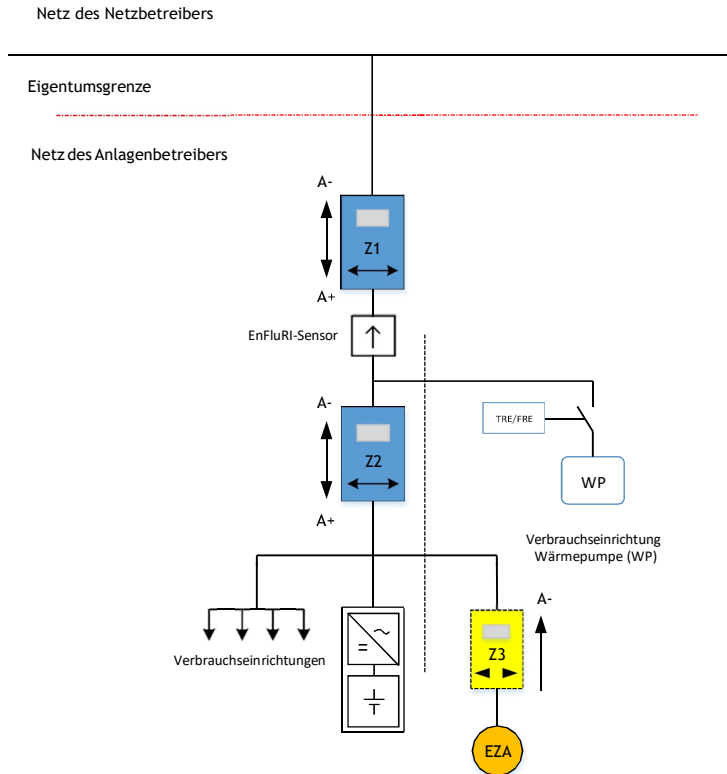 Netz des Netzbetreibers
Eigentumsgrenze
Netz des Anlagenbetreibers
A-
Z1
A+
EnFluRI-Sensor
A-
TRE/FRE
Z2
WP
A+
Verbrauchseinrichtung
Wärmepumpe (WP)
A-
Z3
Verbrauchseinrichtungen
EZA